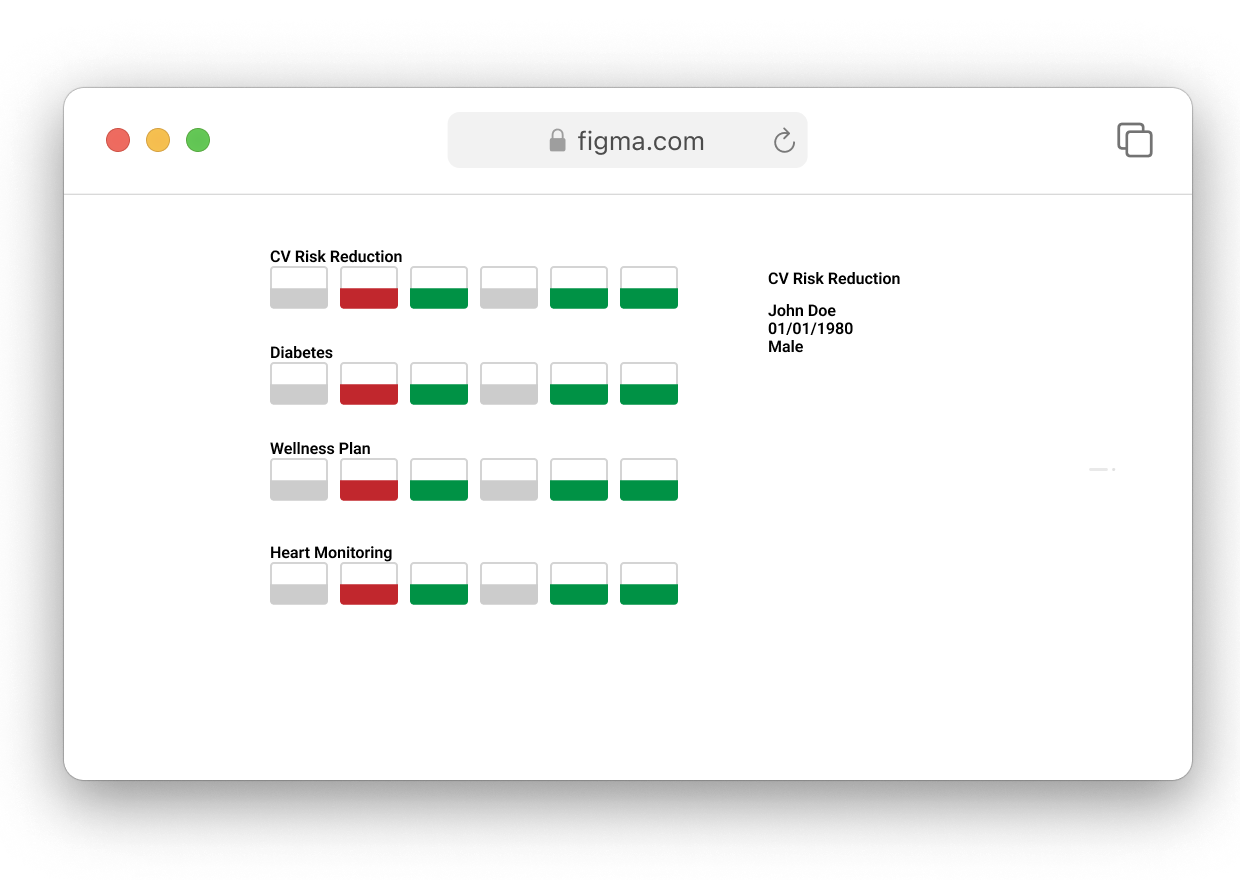 figma.com
CV Risk Reduction
Diabetes
Wellness Plan
Heart Monitoring
CV Risk Reduction
John Doe
01/01/1980
Male